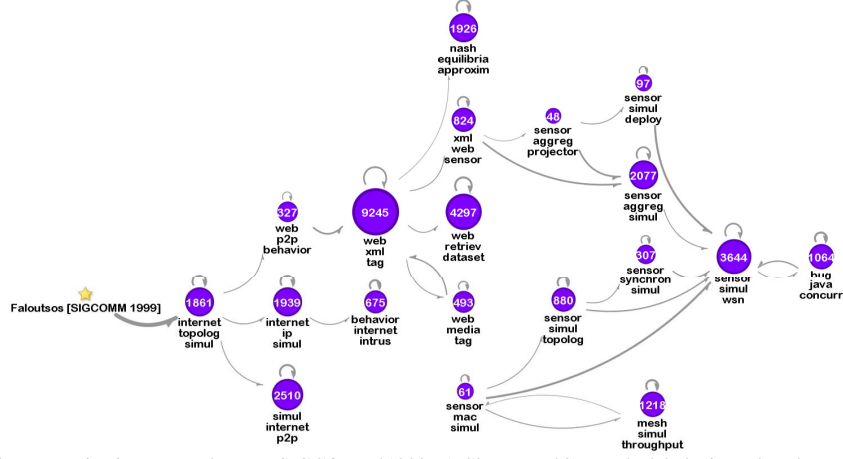 1926
nash
equilibria
approxim
97
sensor
simul
deploy
824
xml
web
sensor
48
sensor
aggreg
projector
2077
sensor
aggreg
simul
327
web
p2p
behavior
9245
web
xml
tag
4297
web
retriev
dataset
3644
sensor
simul
wsn
307
sensor
synchron
simul
1064
bug
java
concurr
Faloutsos [SIGCOMM 1999]
1861
internet
topolog
simul
1939
internet
ip
simul
675
behavior
internet
intrus
493
web
media
tag
880
sensor
simul
topolog
2510
simul
internet
p2p
61
sensor
mac
simul
1218
mesh
simul
throughput